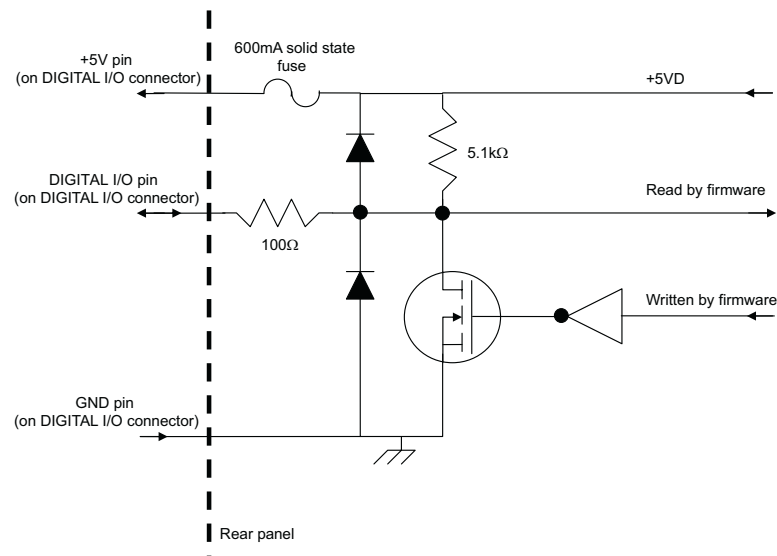 600mA solid state
fuse
+5V pin
(on DIGITAL I/O connector)
+5VD
5.1kΩ
DIGITAL I/O pin
(on DIGITAL I/O connector)
Read by firmware
100Ω
Written by firmware
GND pin
(on DIGITAL I/O connector)
Rear panel